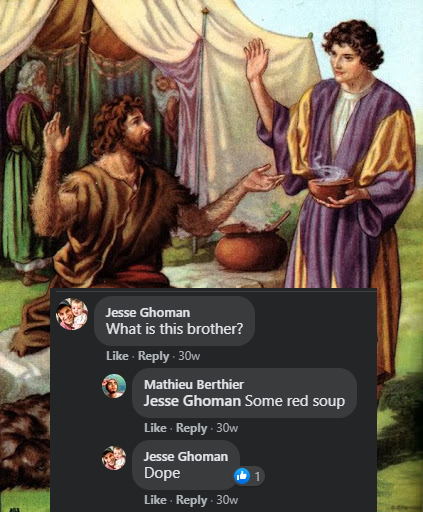 Jesse Ghoman
What is this brother?
Like · Reply · 30w
Mathieu Berthier
Jesse Ghoman Some red soup
Like · Reply · 30w
Jesse Ghoman
Dope
1
Like · Reply · 30w